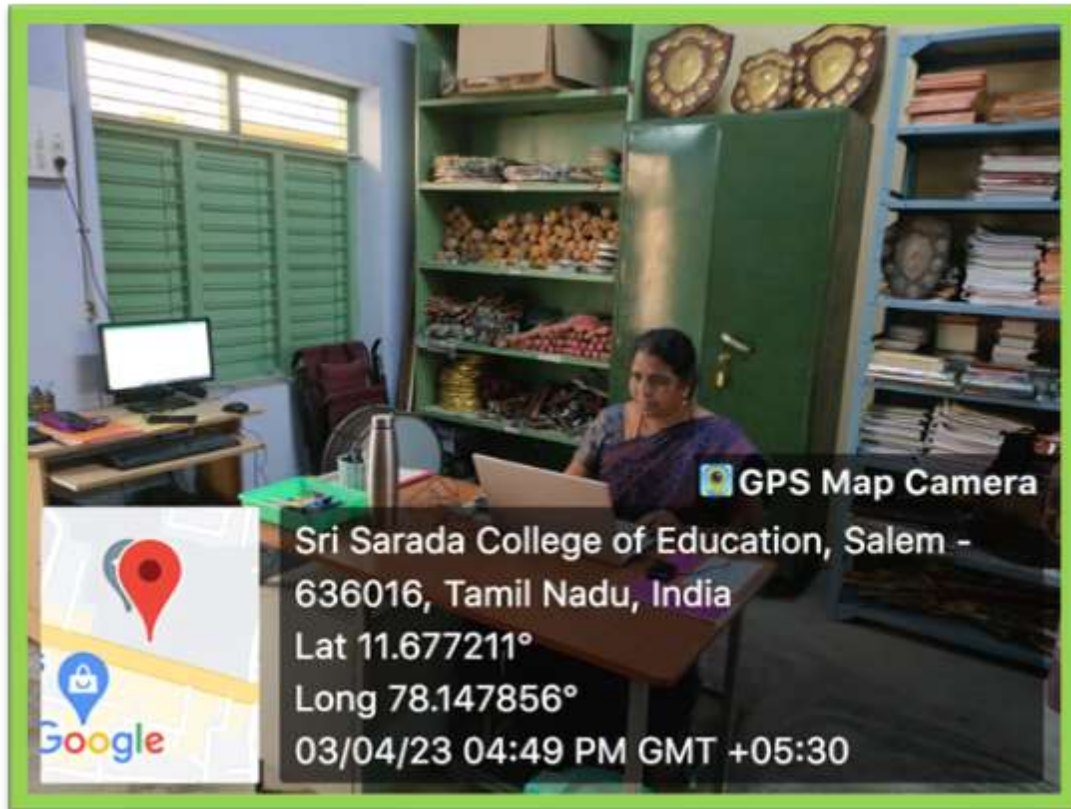 GPS Map Camera
Sri Sarada College of Education, Salem -
636016, Tamil Nadu, India
Lat 11.677211°
Long 78.147856°
03/04/23 04:49 PM GMT +05:30
Google